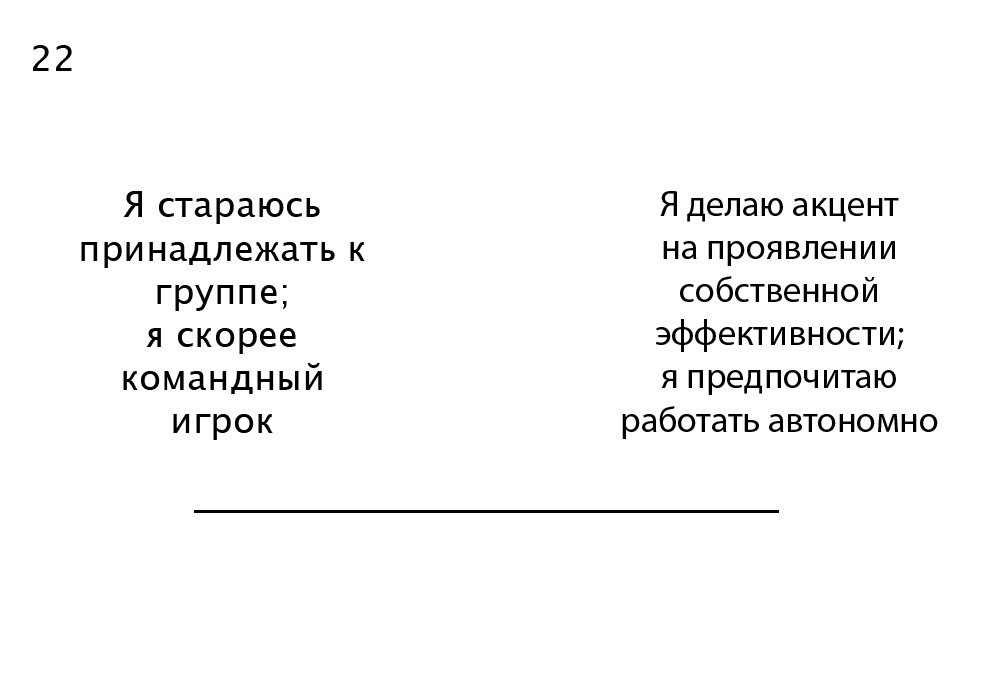 22
Я стараюсь
принадлежать к
группе;
я скорее
командный
игрок
Я делаю акцент
на проявлении
собственной
эффективности;
я предпочитаю
работать автономно